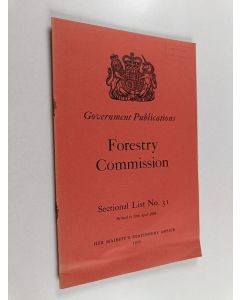 Government Publications
Forestry
Commission
Sectional List No. 31
HER MAJESTY'S STATIONERY OFFICE